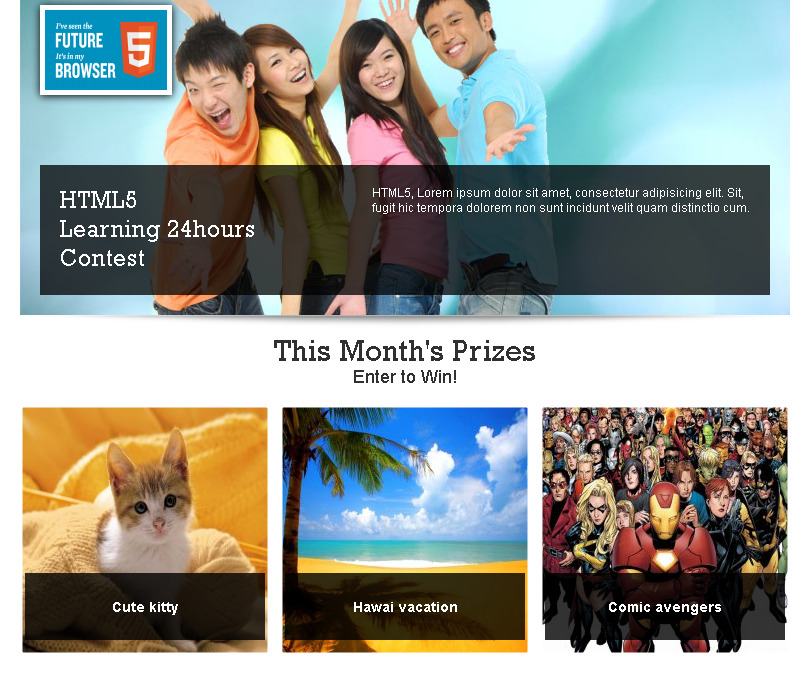 I've seen the
FUTURE
It's in my
BROWSER
5
HTML5
Learning 24hours
Contest
HTML5, Lorem ipsum dolor sit amet, consectetur adipisicing elit. Sit,
fugit hic tempora dolorem non sunt incidunt velit quam distinctio cum.
This Month's Prizes
Enter to Win!
Cute kitty
Hawai vacation
Comic avengers